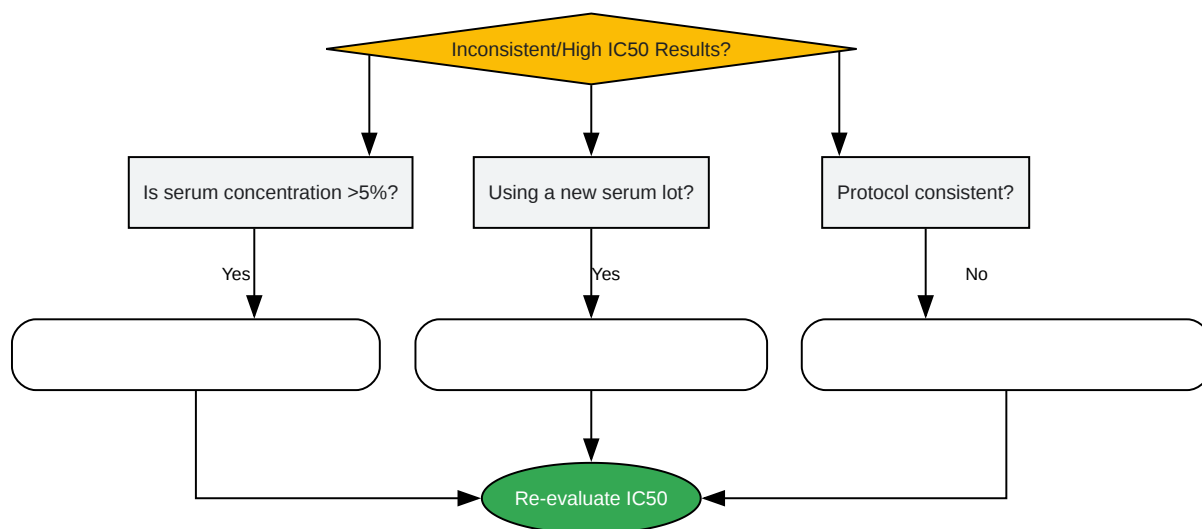 Inconsistent/High IC50 Results?
Is serum concentration >5%?
Using a new serum lot?
Protocol consistent?
Yes
Yes
No
Re-evaluate IC50